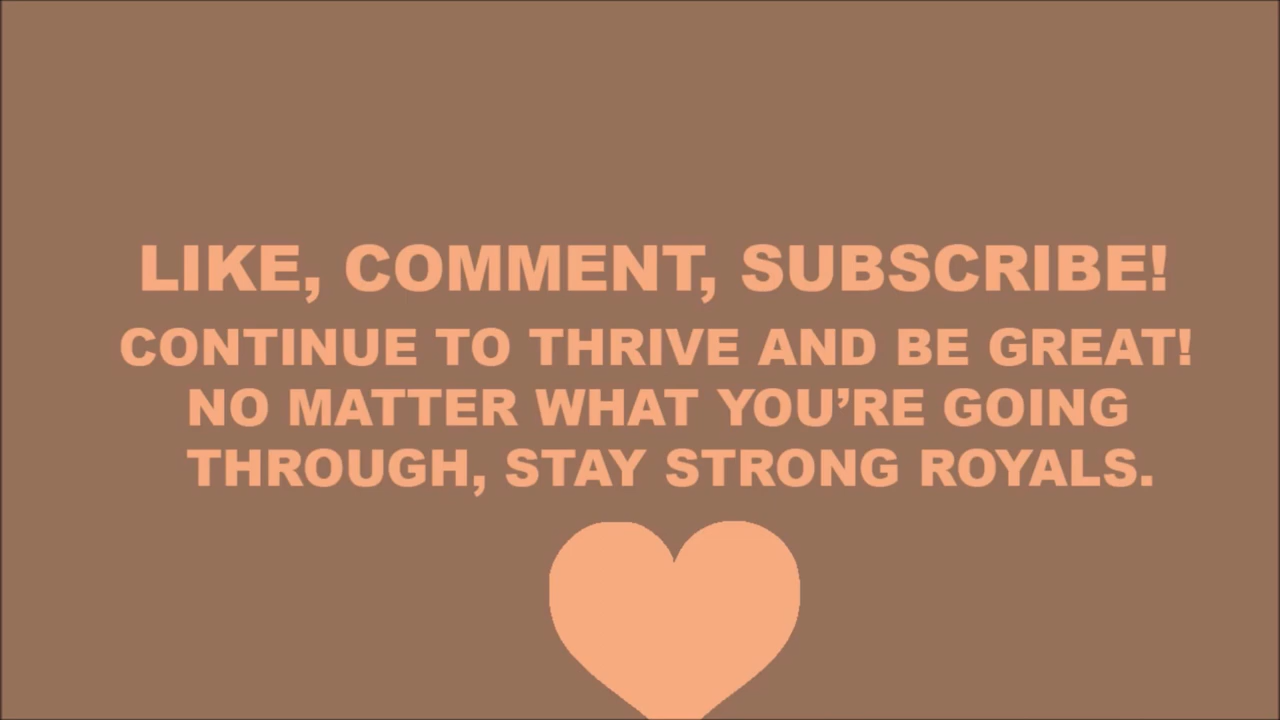 LIKE, COMMENT, SUBSCRIBE!
CONTINUE TO THRIVE AND BE GREAT!
NO MATTER WHAT YOU’RE GOING
THROUGH, STAY STRONG ROYALS.